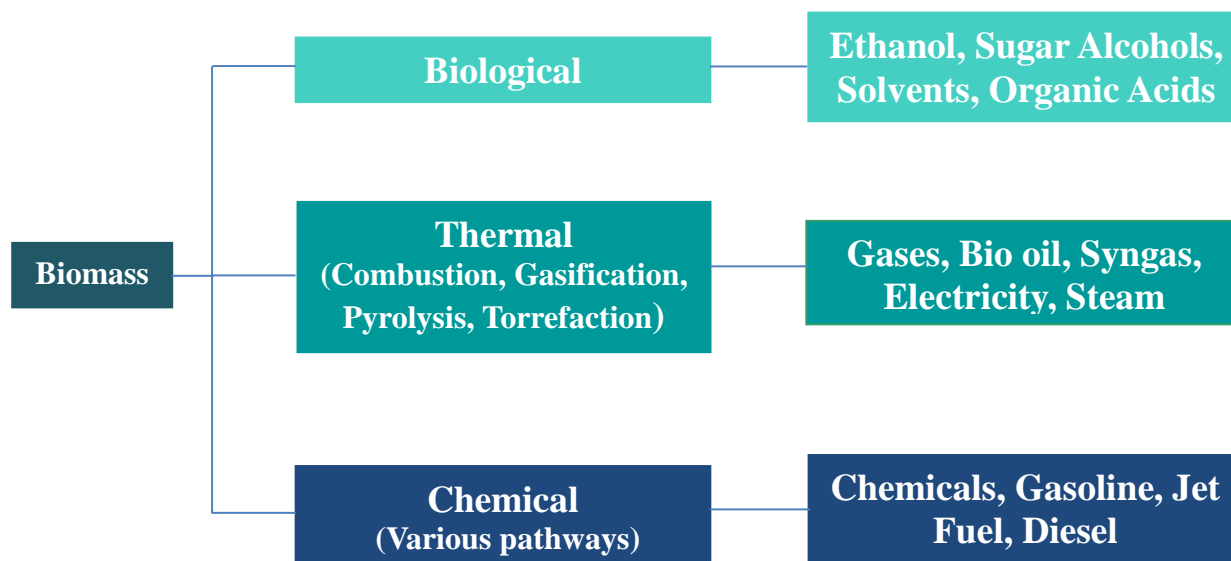 Biomass
Biological
Ethanol, Sugar Alcohols,
Solvents, Organic Acids
Thermal
(Combustion, Gasification,
Pyrolysis, Torrefaction)
Gases, Bio oil, Syngas,
Electricity, Steam
Chemical
(Various pathways)
Chemicals, Gasoline, Jet
Fuel, Diesel